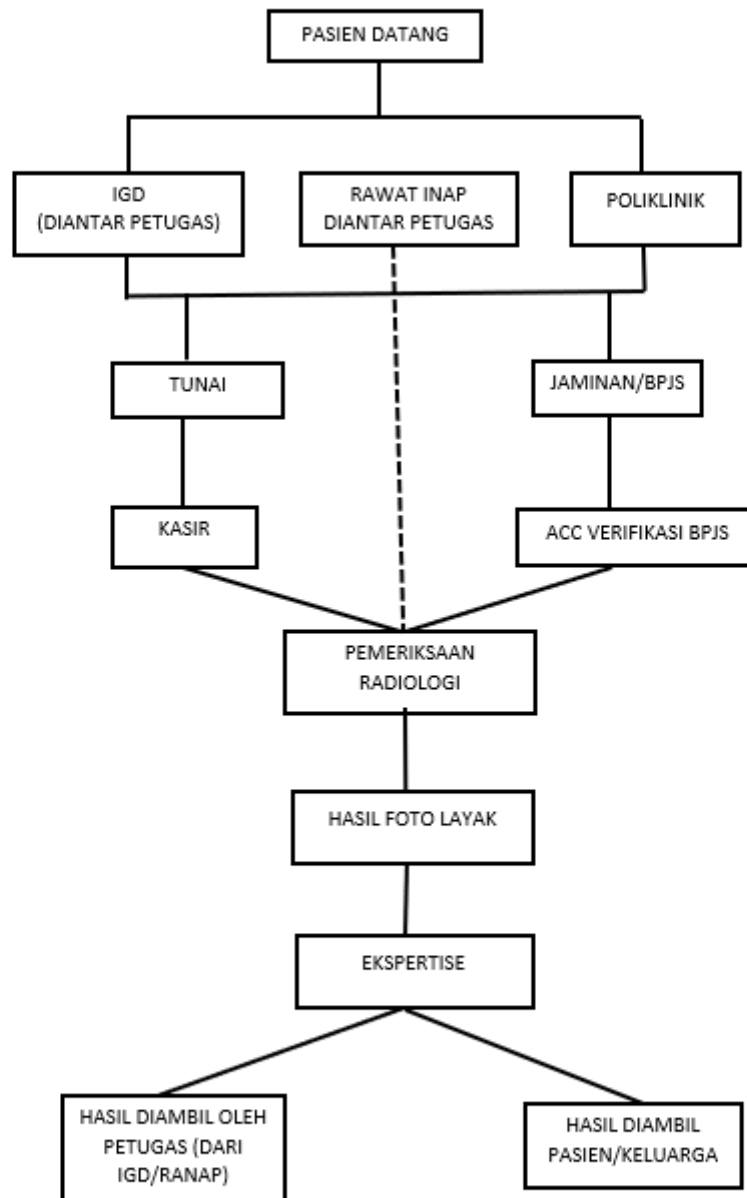 PASIEN DATANG
IGD
(DIANTAR PETUGAS)
RAWAT INAP
DIANTAR PETUGAS
POLIKLINIK
TUNAI
JAMINAN/BPJS
KASIR
ACC VERIFIKASI BPJS
PEMERIKSAAN
RADIOLOGI
HASIL FOTO LAYAK
EKSPERTISE
HASIL DIAMBIL OLEH
PETUGAS (DARI
IGD/RANAP)
HASIL DIAMBIL
PASIEN/KELUARGA